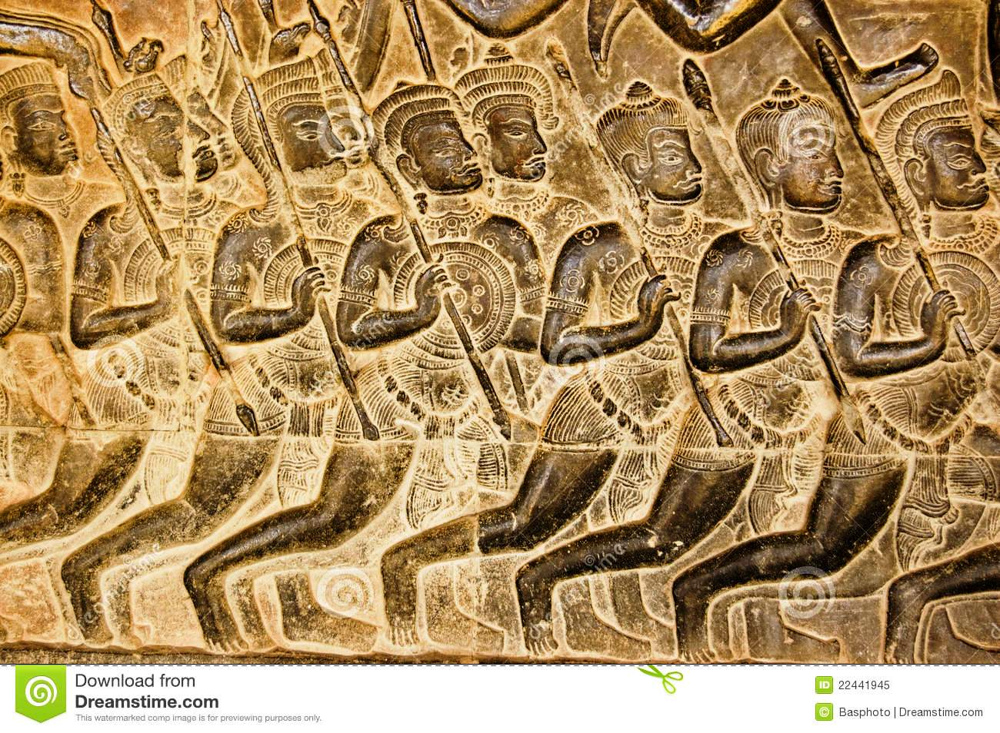 Download from
Dreamstime.com
This watermarked comp image is for previewing purposes only.
ID 22441945
Basphoto | Dreamstime.com